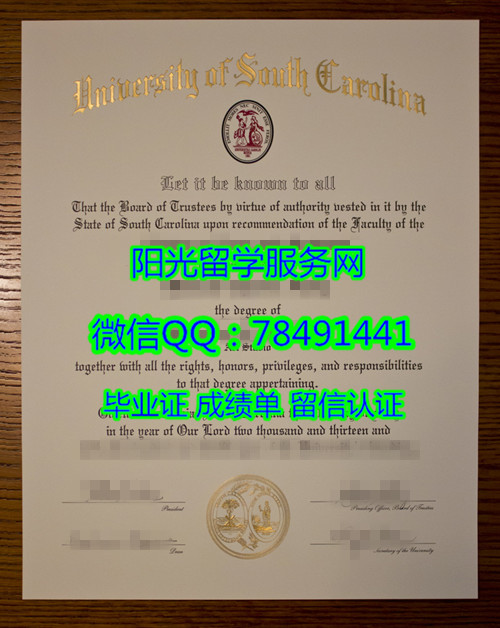 University of South Carolina
Let it be known to all
That the Board of Trustees by virtue of authority vested in it by the
State of South Carolina upon recommendation of the Faculty of the
阳光留学服务网
the degree of
微信QQ：78491441
together with all the rights, honors, privileges, and responsibilities
to that degree appertaining.
毕业证 成绩单 留信认证
in the year of Our Lord two thousand and thirteen and
President
Presiding Officer, Board of Trustees
Dean
Secretary of the University